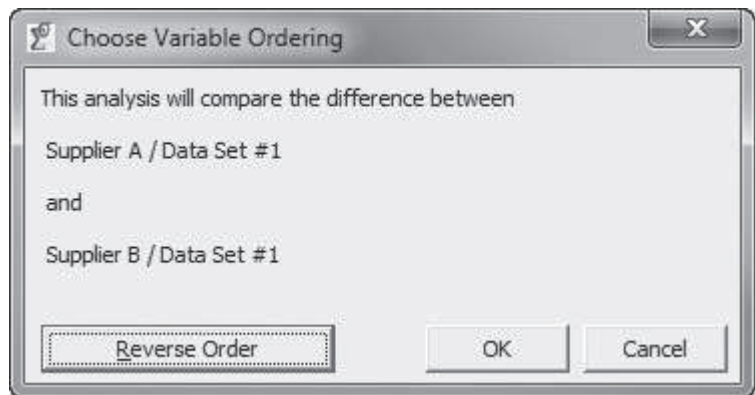 Choose Variable Ordering
This analysis will compare the difference between
Supplier A / Data Set #1
and
Supplier B / Data Set #1
Reverse Order OK Cancel